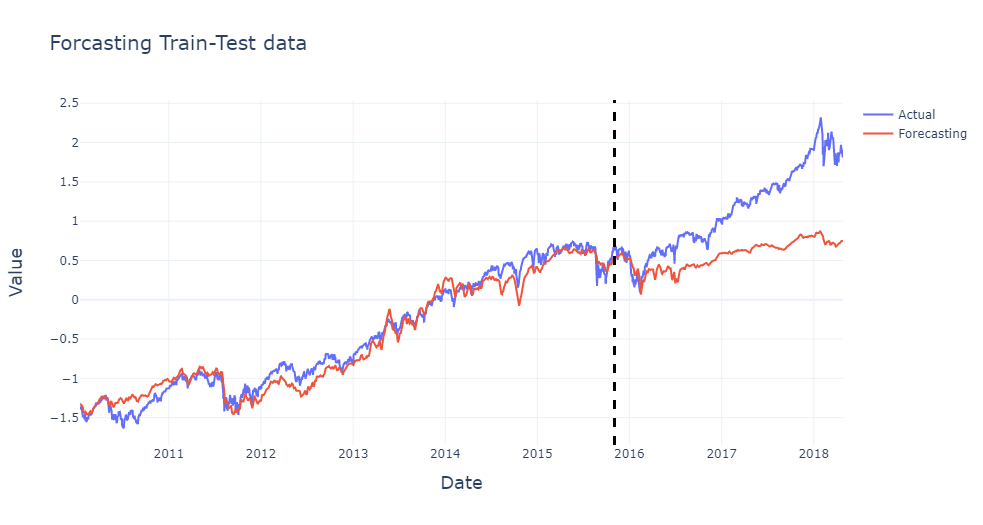 Forcasting Train-Test data
Actual
Forecasting
Value
2.5
2
1.5
1
0.5
0
−0.5
−1
−1.5
2011 2012 2013 2014 2015 2016 2017 2018
Date